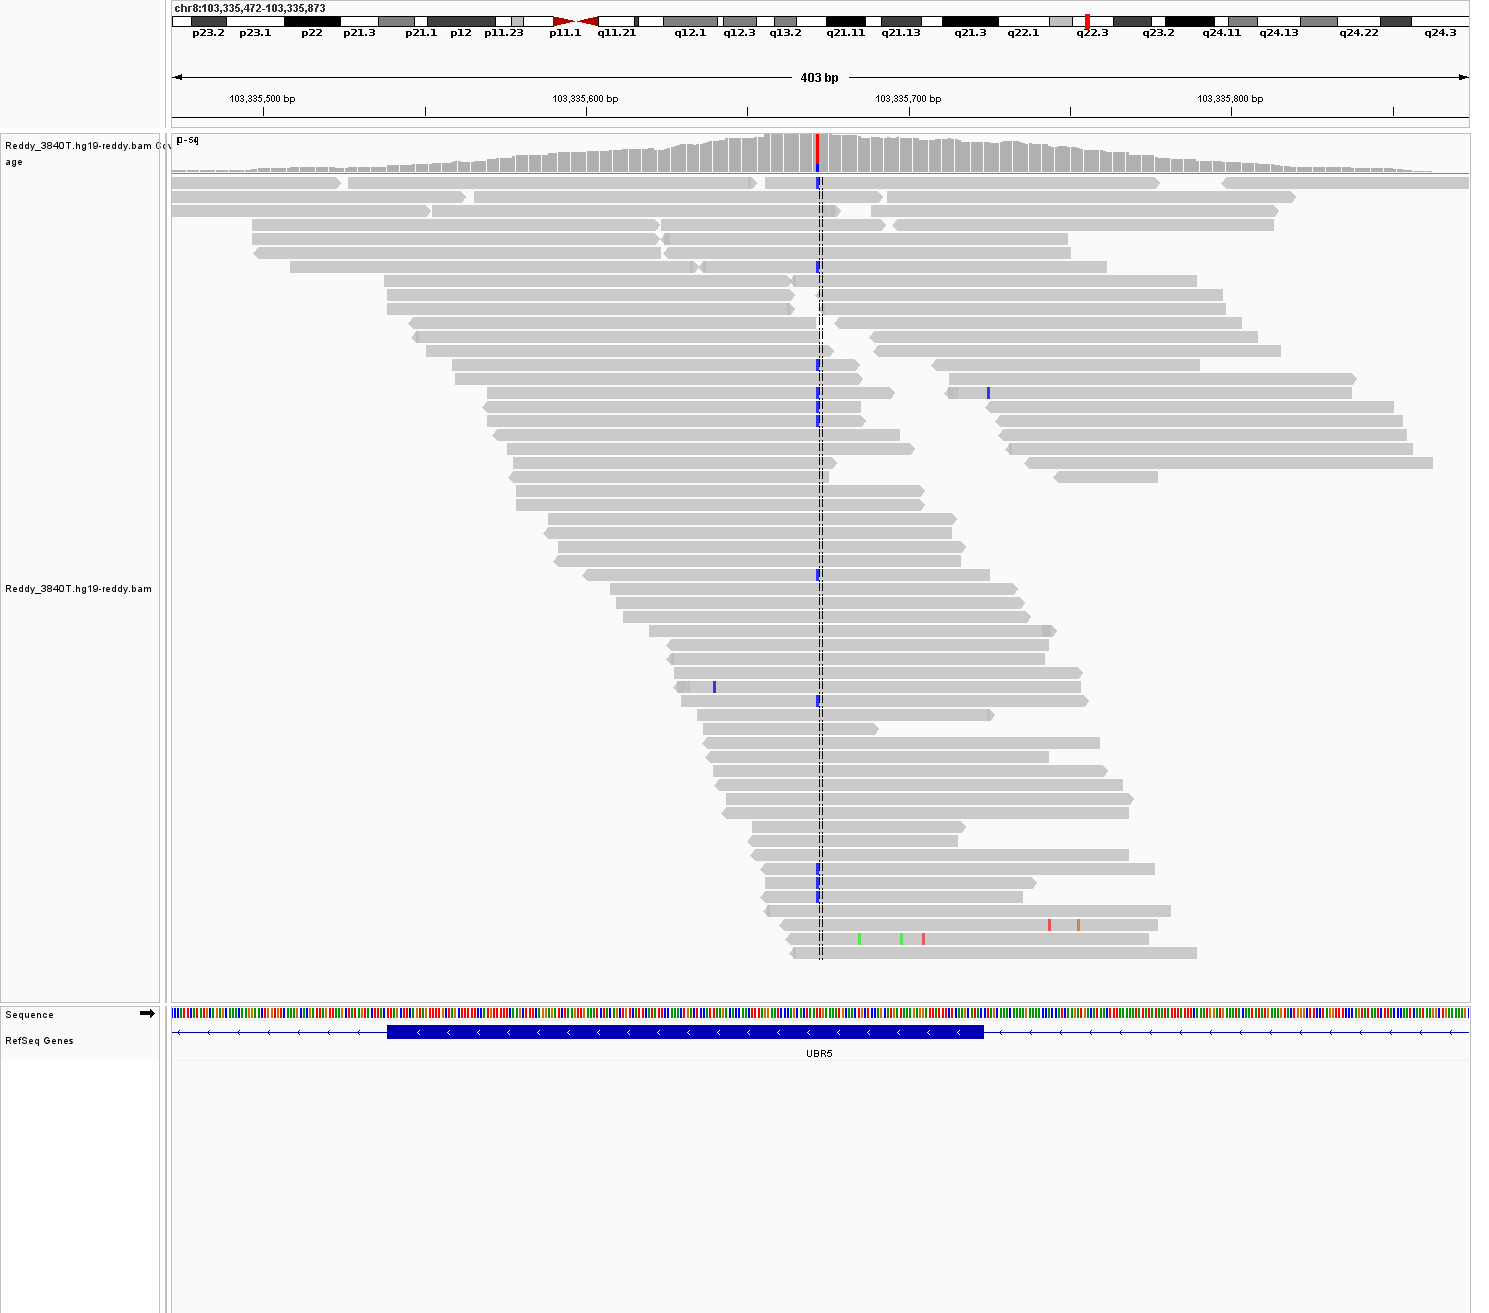 chr8:103,335,472-103,335,873
p23.2 p23.1 p22 p21.3 p21.1 p12 p11.23 p11.1 q11.21 q12.1 q12.3 q13.2 q21.11 q21.13 q21.3 q22.1 q22.3 q23.2 q24.11 q24.13 q24.22 q24.3
403 bp
103,335,500 bp 103,335,600 bp 103,335,700 bp 103,335,800 bp
Reddy_3840T.hg19-reddy.bam Cov
age
Reddy_3840T.hg19-reddy.bam
Sequence
RefSeq Genes
UBR5